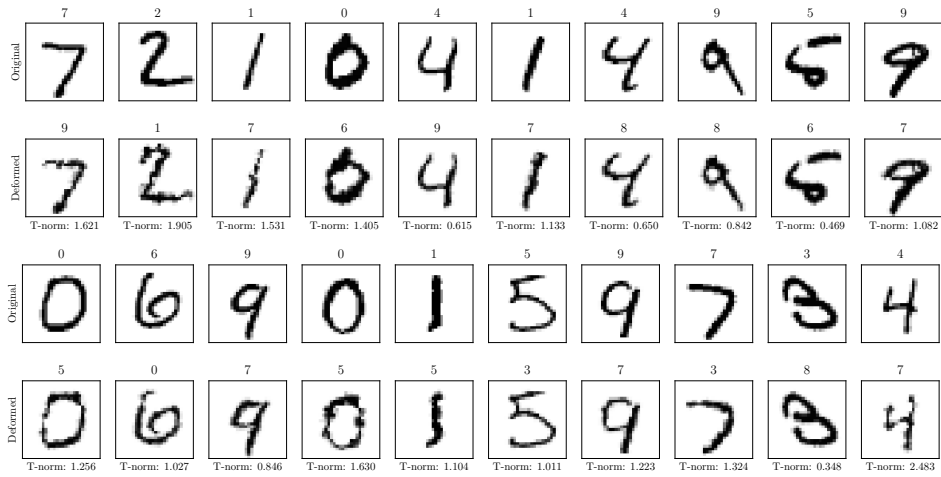 7 2 1 0 4 1 4 9 5 9
Original
9 1 7 6 9 7 8 8 6 7
Deformed
T-norm: 1.621 T-norm: 1.905 T-norm: 1.531 T-norm: 1.405 T-norm: 0.615 T-norm: 1.133 T-norm: 0.650 T-norm: 0.842 T-norm: 0.469 T-norm: 1.082
0 6 9 0 1 5 9 7 3 4
Original
5 0 7 5 5 3 7 3 8 7
Deformed
T-norm: 1.256 T-norm: 1.027 T-norm: 0.846 T-norm: 1.630 T-norm: 1.104 T-norm: 1.011 T-norm: 1.223 T-norm: 1.324 T-norm: 0.348 T-norm: 2.483